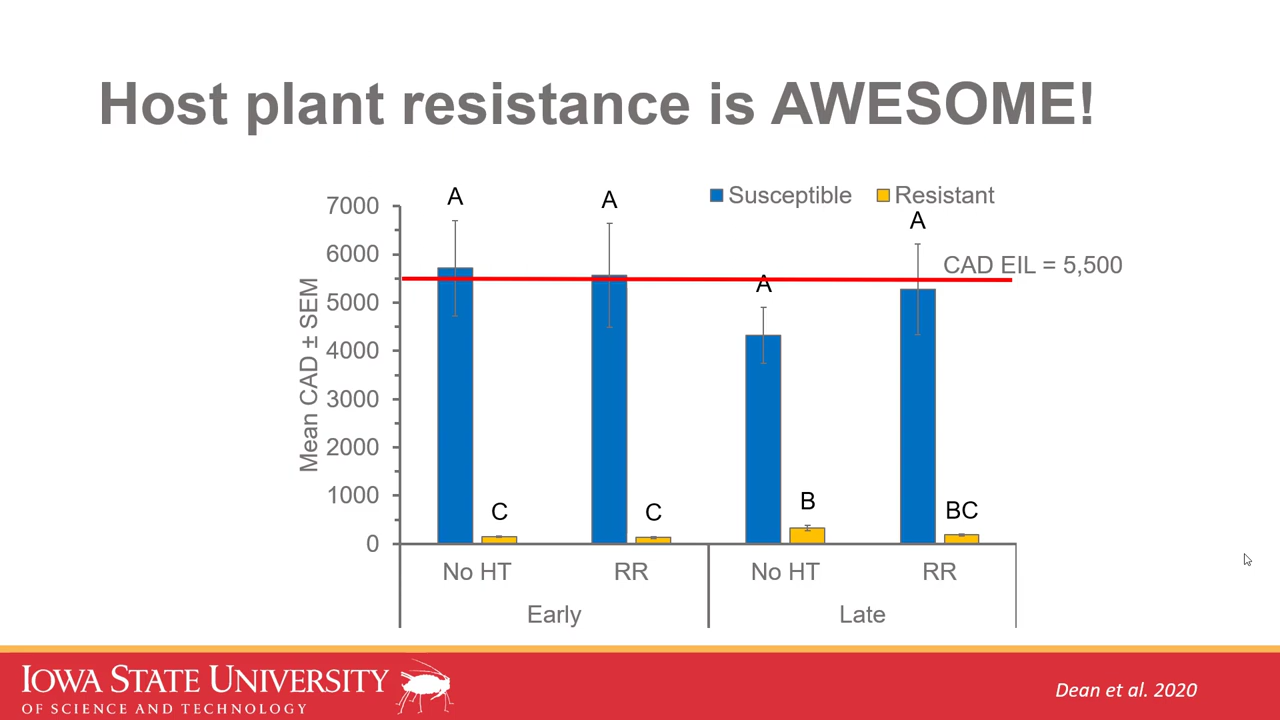 Host plant resistance is AWESOME!
Susceptible
Resistant
CAD EIL = 5,500
Mean CAD ± SEM
7000
6000
5000
4000
3000
2000
1000
0
A
A
A
A
C
C
B
BC
No HT
RR
No HT
RR
Early
Late
IOWA STATE UNIVERSITY
OF SCIENCE AND TECHNOLOGY
Dean et al. 2020